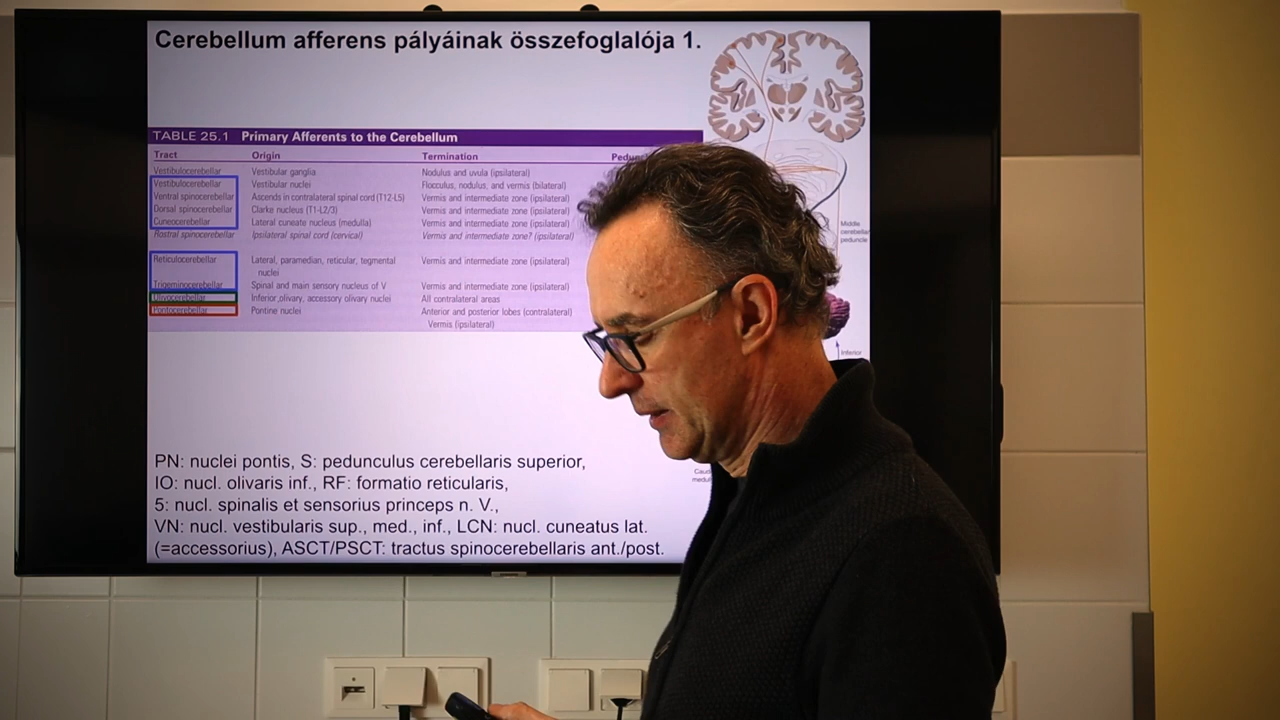 Cerebellum afferens pályáinak összefoglalója 1.
TABLE 25.1 Primary Afferents to the Cerebellum
Tract Origin Termination
Vestibulocerebellar Vestibular ganglia Nodulus and uvula (ipsilateral)
Vestibulocerebellar Vestibular nuclei Flocculus, nodulus, and vermis (bilateral)
Ventral spinocerebellar Ascends in contralateral spinal cord (T12-L5) Vermis and intermediate zone (ipsilateral)
Dorsal spinocerebellar Clarke nucleus (T1-L2/3) Vermis and intermediate zone (ipsilateral)
Cuneocerebellar Lateral cuneate nucleus (medulla) Vermis and intermediate zone (ipsilateral)
Rostral spinocerebellar Ipsilateral spinal cord (cervical) Vermis and intermediate zone? (ipsilateral)
Reticulocerebellar Lateral, paramedian, reticular, tegmental Vermis and intermediate zone (ipsilateral)
nuclei
Trigeminocerebellar Spinal and main sensory nucleus of V Vermis and intermediate zone (ipsilateral)
Olivocerebellar Inferior olivary, accessory olivary nuclei All contralateral areas
Pontocerebellar Pontine nuclei Anterior and posterior lobes (contralateral)
Vermis (ipsilateral)
Middle
cerebellar
peduncle
Inferior
PN: nuclei pontis, S: pedunculus cerebellaris superior,
IO: nucl. olivaris inf., RF: formatio reticularis,
5: nucl. spinalis et sensorius princeps n. V.,
VN: nucl. vestibularis sup., med., inf., LCN: nucl. cuneatus lat.
(=accessorius), ASCT/PSCT: tractus spinocerebellaris ant./post.